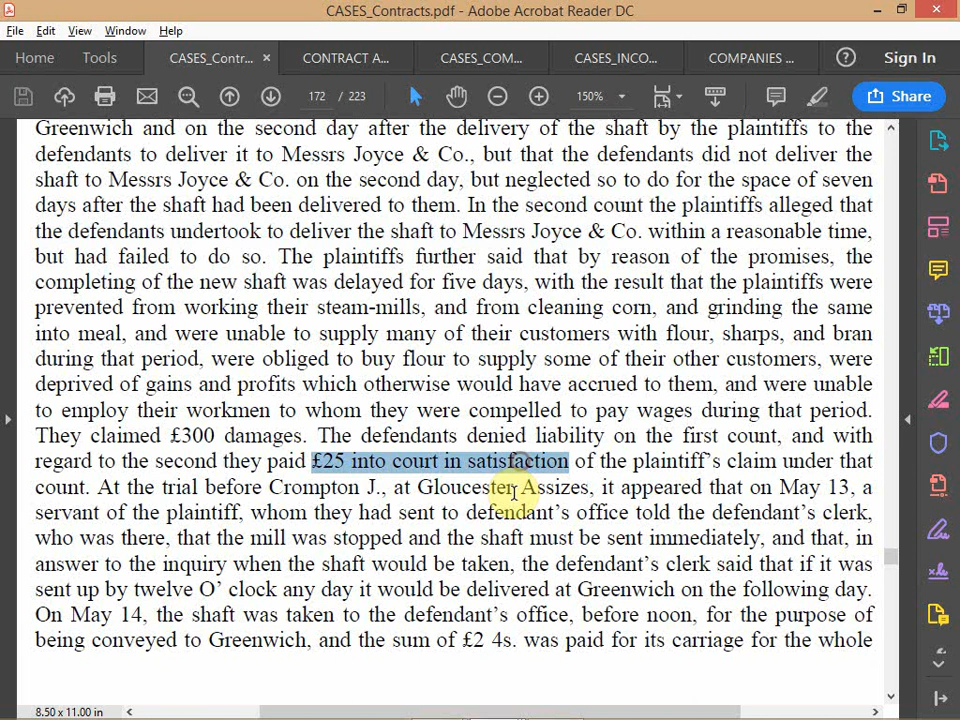 CASES_Contracts.pdf - Adobe Acrobat Reader DC
File Edit View Window Help
Home Tools CASES_Contr... × CONTRACT A... CASES_COM... CASES_INCO... COMPANIES ... Sign In
172 / 223 150% Share
Greenwich and on the second day after the delivery of the shaft by the plaintiffs to the
defendants to deliver it to Messrs Joyce & Co., but that the defendants did not deliver the
shaft to Messrs Joyce & Co. on the second day, but neglected so to do for the space of seven
days after the shaft had been delivered to them. In the second count the plaintiffs alleged that
the defendants undertook to deliver the shaft to Messrs Joyce & Co. within a reasonable time,
but had failed to do so. The plaintiffs further said that by reason of the promises, the
completing of the new shaft was delayed for five days, with the result that the plaintiffs were
prevented from working their steam-mills, and from cleaning corn, and grinding the same
into meal, and were unable to supply many of their customers with flour, sharps, and bran
during that period, were obliged to buy flour to supply some of their other customers, were
deprived of gains and profits which otherwise would have accrued to them, and were unable
to employ their workmen to whom they were compelled to pay wages during that period.
They claimed £300 damages. The defendants denied liability on the first count, and with
regard to the second they paid £25 into court in satisfaction of the plaintiff's claim under that
count. At the trial before Crompton J., at Gloucester Assizes, it appeared that on May 13, a
servant of the plaintiff, whom they had sent to defendant's office told the defendant's clerk,
who was there, that the mill was stopped and the shaft must be sent immediately, and that, in
answer to the inquiry when the shaft would be taken, the defendant's clerk said that if it was
sent up by twelve O' clock any day it would be delivered at Greenwich on the following day.
On May 14, the shaft was taken to the defendant's office, before noon, for the purpose of
being conveyed to Greenwich, and the sum of £2 4s. was paid for its carriage for the whole
8.50 x 11.00 in